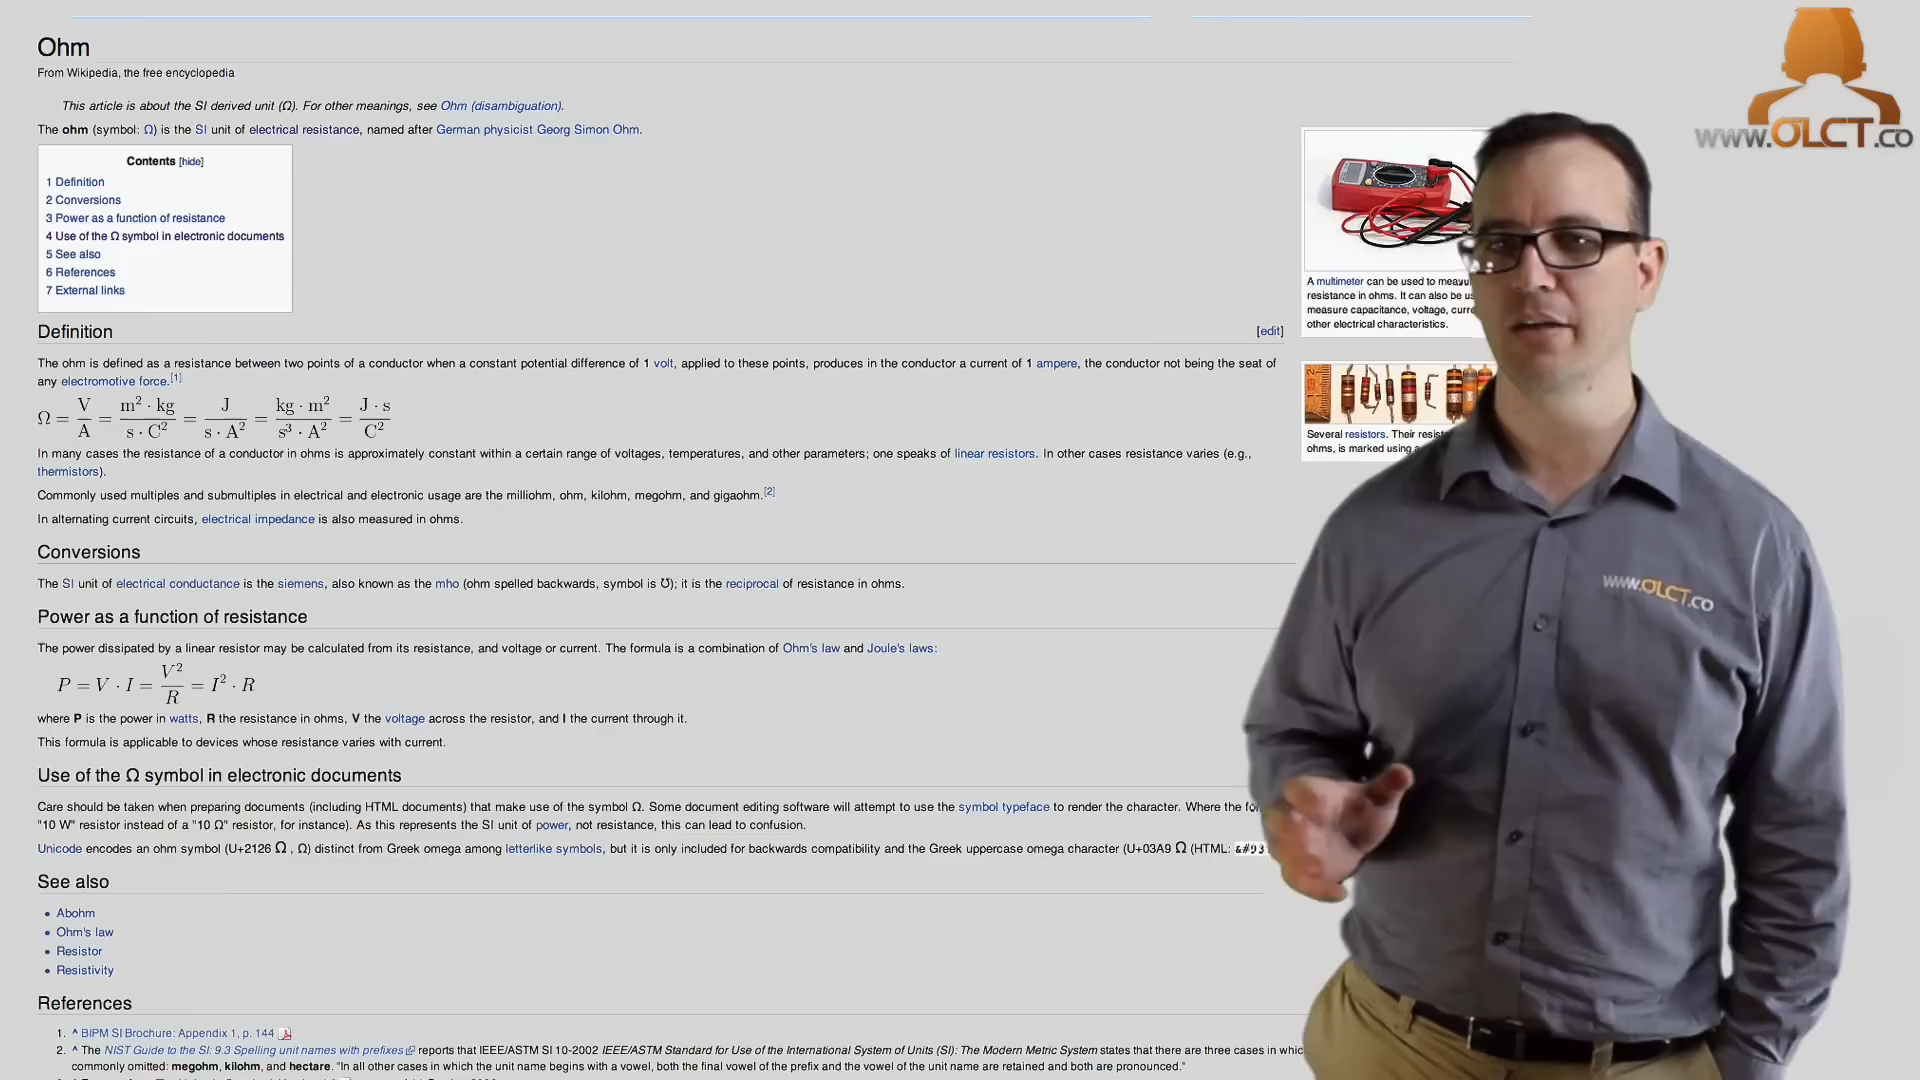 Ohm
From Wikipedia, the free encyclopedia
This article is about the SI derived unit (Ω). For other meanings, see Ohm (disambiguation).
The ohm (symbol: Ω) is the SI unit of electrical resistance, named after German physicist Georg Simon Ohm.
Contents [hide]
1 Definition
2 Conversions
3 Power as a function of resistance
4 Use of the Ω symbol in electronic documents
5 See also
6 References
7 External links
WWW.OLCT.CO
A multimeter can be used to
resistance in ohms. It can also be
measure capacitance, voltage,
other electrical characteristics.
Several resistors. Their
ohms, is marked using
WWW.OLCT.CO
Definition [edit]
The ohm is defined as a resistance between two points of a conductor when a constant potential difference of 1 volt, applied to these points, produces in the conductor a current of 1 ampere, the conductor not being the seat of
any electromotive force.[1]
Ω = V/A = m² · kg / s · C² = J / s · A² = kg · m² / s³ · A² = J · s / C²
In many cases the resistance of a conductor in ohms is approximately constant within a certain range of voltages, temperatures, and other parameters; one speaks of linear resistors. In other cases resistance varies (e.g.,
thermistors).
Commonly used multiples and submultiples in electrical and electronic usage are the milliohm, ohm, kilohm, megohm, and gigaohm.[2]
In alternating current circuits, electrical impedance is also measured in ohms.
Conversions
The SI unit of electrical conductance is the siemens, also known as the mho (ohm spelled backwards, symbol is ℧); it is the reciprocal of resistance in ohms.
Power as a function of resistance
The power dissipated by a linear resistor may be calculated from its resistance, and voltage or current. The formula is a combination of Ohm's law and Joule's laws:
P = V · I = V² / R = I² · R
where P is the power in watts, R the resistance in ohms, V the voltage across the resistor, and I the current through it.
This formula is applicable to devices whose resistance varies with current.
Use of the Ω symbol in electronic documents
Care should be taken when preparing documents (including HTML documents) that make use of the symbol Ω. Some document editing software will attempt to use the symbol typeface to render the character. Where the
"10 W" resistor instead of a "10 Ω" resistor, for instance). As this represents the SI unit of power, not resistance, this can lead to confusion.
Unicode encodes an ohm symbol (U+2126 Ω , Ω) distinct from Greek omega among letterlike symbols, but it is only included for backwards compatibility and the Greek uppercase omega character (U+03A9 Ω (HTML:
See also
• Abohm
• Ohm's law
• Resistor
• Resistivity
References
1. ^ BIPM SI Brochure: Appendix 1, p. 144
2. ^ The NIST Guide to the SI: 9.3 Spelling unit names with prefixes reports that IEEE/ASTM SI 10-2002 IEEE/ASTM Standard for Use of the International System of Units (SI): The Modern Metric System states that there are three cases in
commonly omitted: megohm, kilohm, and hectare. "In all other cases in which the unit name begins with a vowel, both the final vowel of the prefix and the vowel of the unit name are retained and both are pronounced."